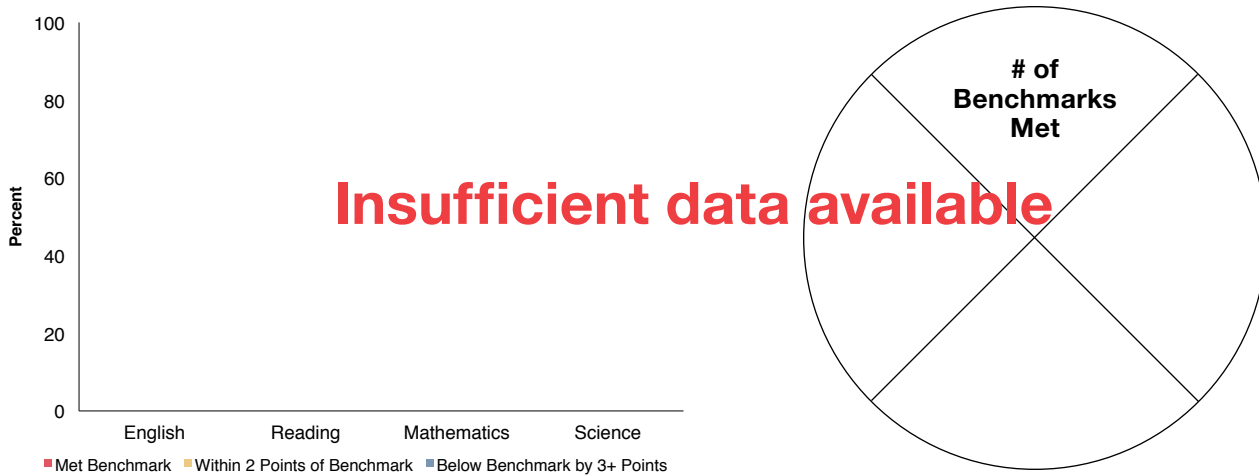 100
80
60
40
20
0
Percent
English Reading Mathematics Science
Met Benchmark Within 2 Points of Benchmark Below Benchmark by 3+ Points
# of
Benchmarks
Met
Insufficient data available